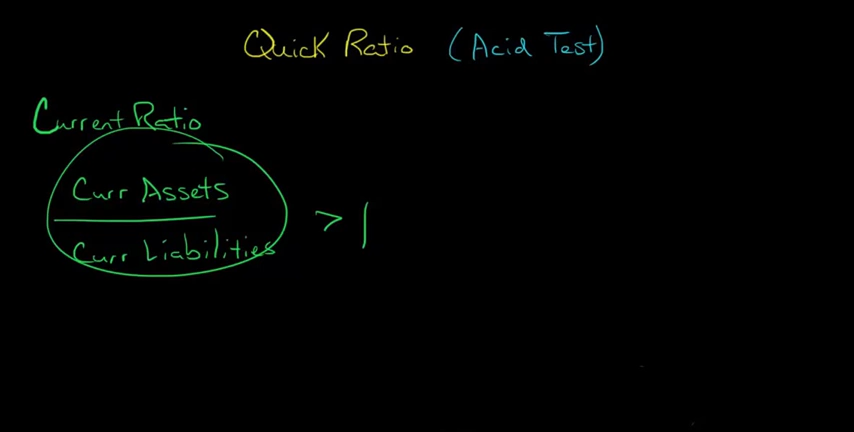 Quick Ratio (Acid Test)
Current Ratio
Curr Assets
Curr Liabilities
> 1